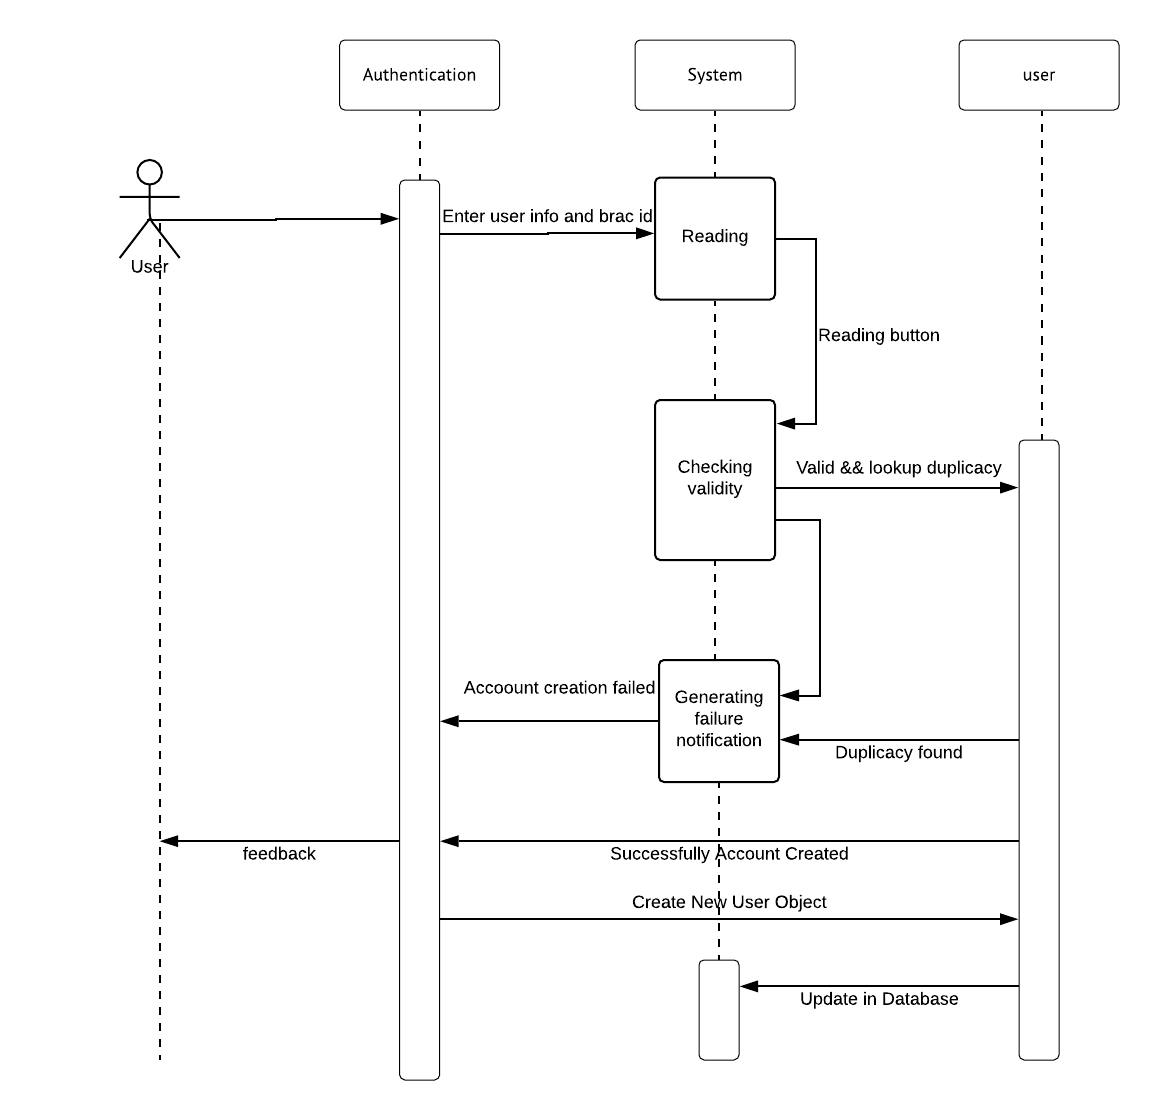 Authentication
System
user
User
Enter user info and brac id
Reading
Reading button
Checking
validity
Valid && lookup duplicacy
Accoount creation failed
Generating
failure
notification
Duplicacy found
feedback
Successfully Account Created
Create New User Object
Update in Database